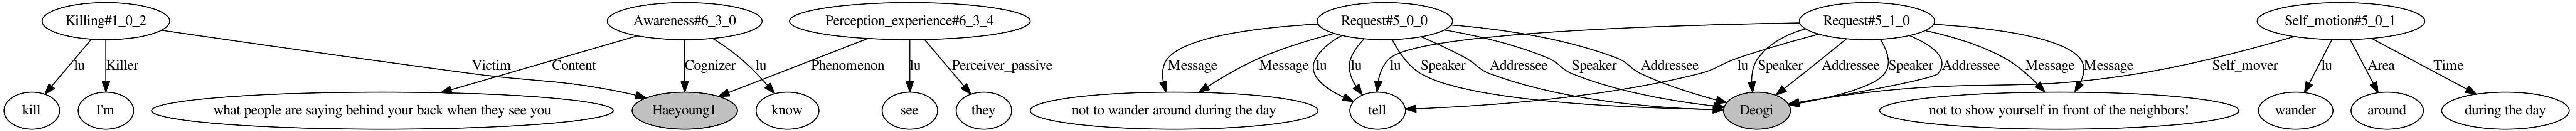 Killing#1_0_2 Awareness#6_3_0 Perception_experience#6_3_4 Request#5_0_0 Request#5_1_0 Self_motion#5_0_1
lu Killer Victim Content Cognizer lu Phenomenon lu Perceiver_passive Message Message lu lu Speaker Addressee Speaker Addressee lu lu Speaker Addressee Speaker Addressee Message Message Self_mover lu Area Time
kill I'm what people are saying behind your back when they see you Haeyoung1 know see they not to wander around during the day tell Deogi not to show yourself in front of the neighbors! wander around during the day